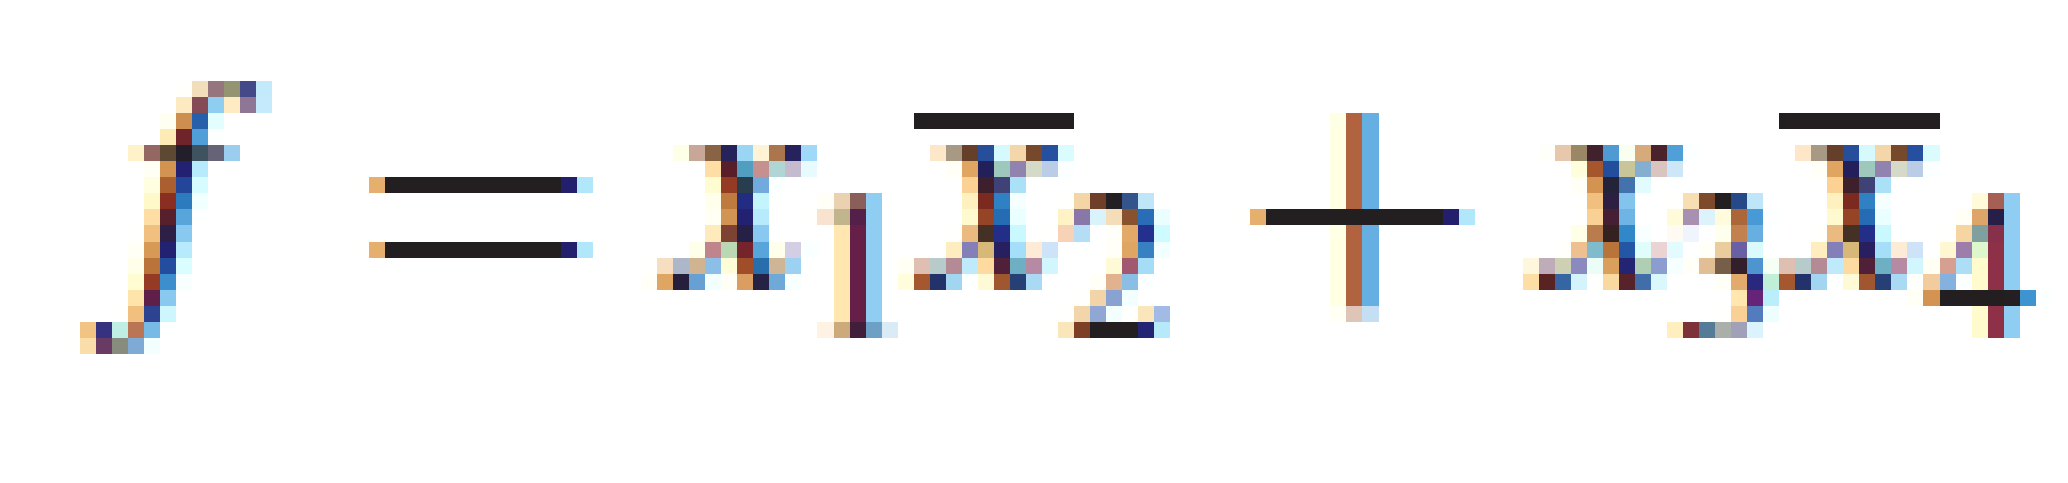 f = x₁x̅₂ + x₃x̅₄